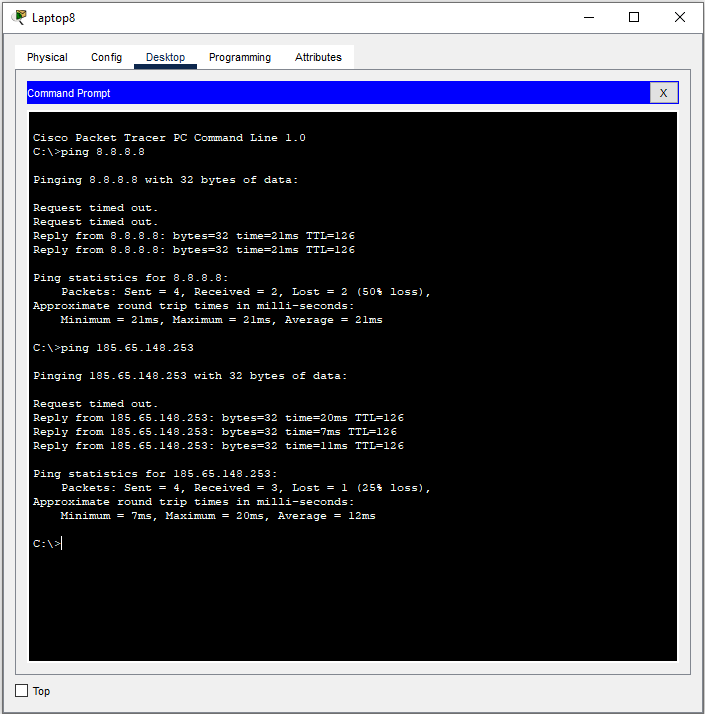 Laptop8
Physical Config Desktop Programming Attributes
Command Prompt X
Cisco Packet Tracer PC Command Line 1.0
C:\>ping 8.8.8.8
Pinging 8.8.8.8 with 32 bytes of data:
Request timed out.
Request timed out.
Reply from 8.8.8.8: bytes=32 time=21ms TTL=126
Reply from 8.8.8.8: bytes=32 time=21ms TTL=126
Ping statistics for 8.8.8.8:
Packets: Sent = 4, Received = 2, Lost = 2 (50% loss),
Approximate round trip times in milli-seconds:
Minimum = 21ms, Maximum = 21ms, Average = 21ms
C:\>ping 185.65.148.253
Pinging 185.65.148.253 with 32 bytes of data:
Request timed out.
Reply from 185.65.148.253: bytes=32 time=20ms TTL=126
Reply from 185.65.148.253: bytes=32 time=7ms TTL=126
Reply from 185.65.148.253: bytes=32 time=11ms TTL=126
Ping statistics for 185.65.148.253:
Packets: Sent = 4, Received = 3, Lost = 1 (25% loss),
Approximate round trip times in milli-seconds:
Minimum = 7ms, Maximum = 20ms, Average = 12ms
C:\>
Top